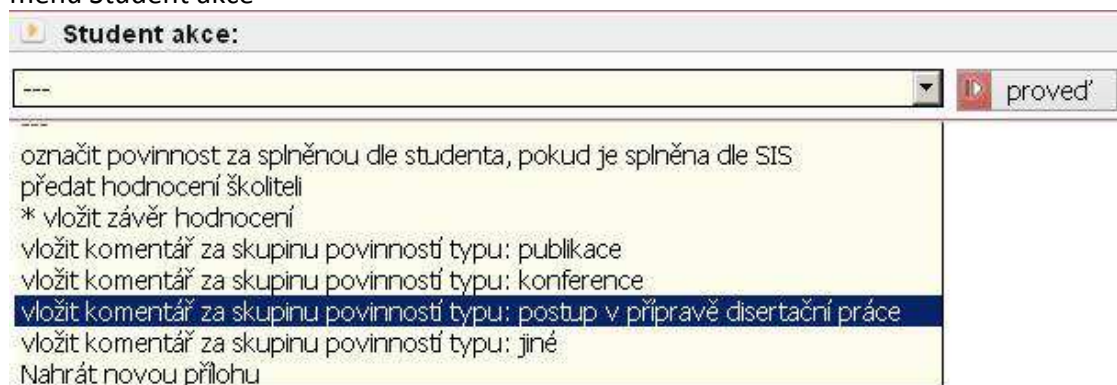 menu Student akce
Student akce:
--- proveď
---
označit povinnost za splněnou dle studenta, pokud je splněna dle SIS
předat hodnocení školiteli
* vložit závěr hodnocení
vložit komentář za skupinu povinností typu: publikace
vložit komentář za skupinu povinností typu: konference
vložit komentář za skupinu povinností typu: postup v přípravě disertační práce
vložit komentář za skupinu povinností typu: jiné
Nahrát novou přílohu